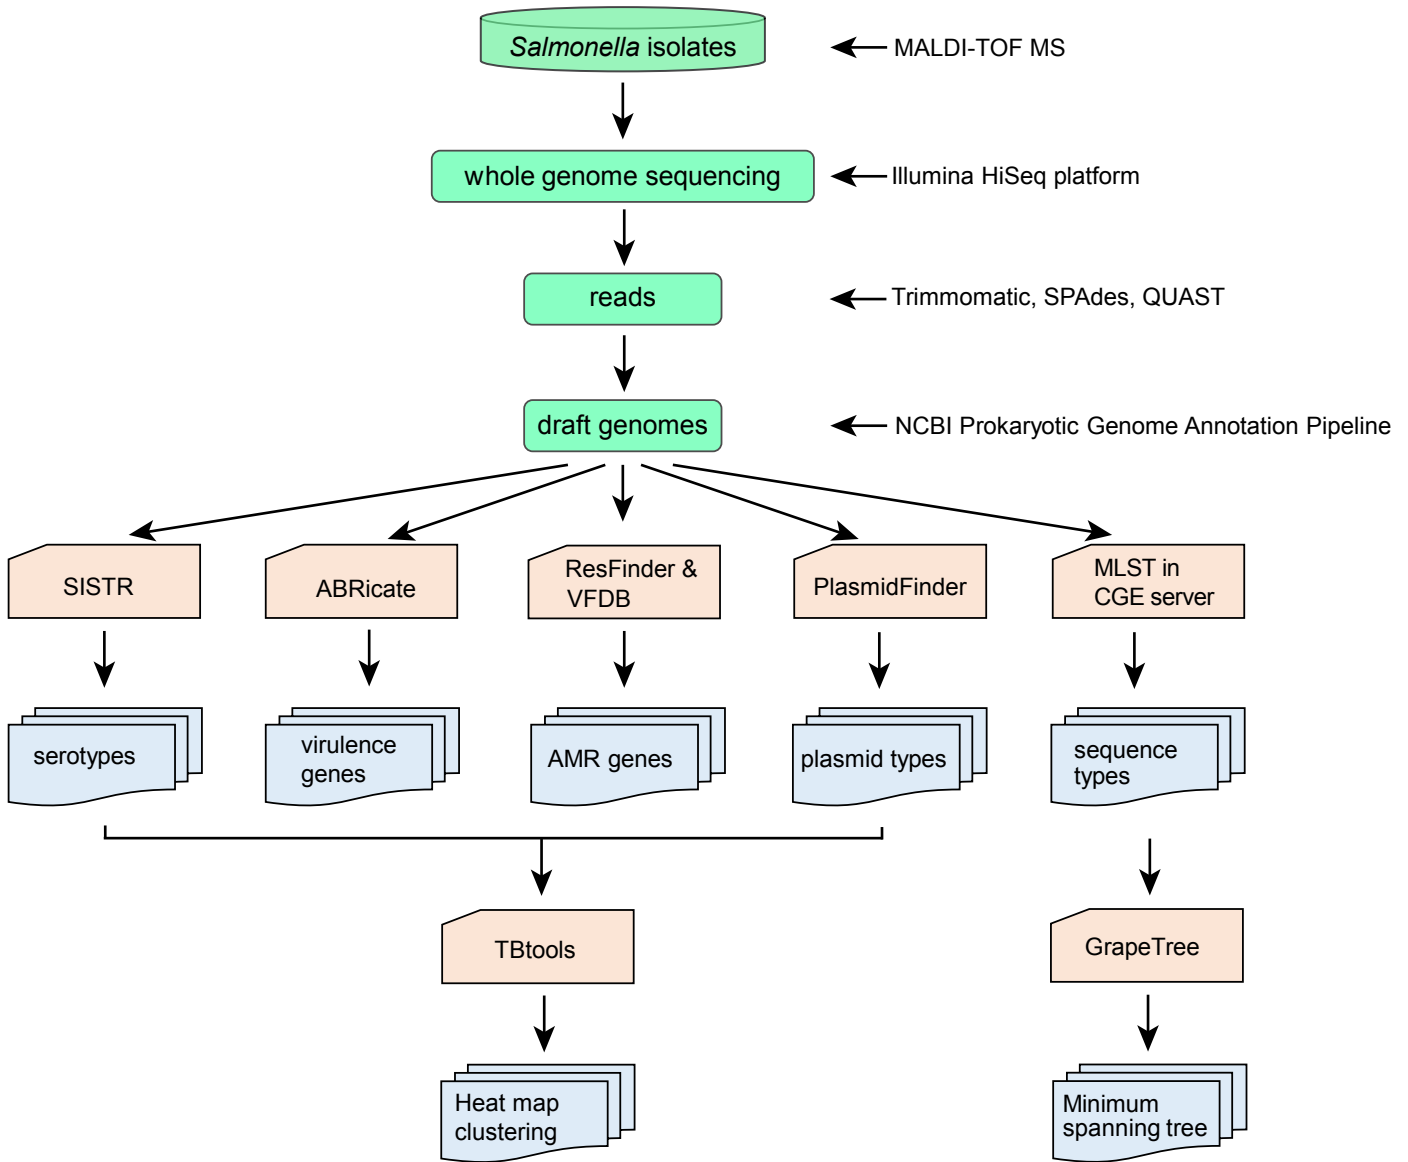 Salmonella isolates
MALDI-TOF MS
whole genome sequencing
Illumina HiSeq platform
reads
Trimmomatic, SPAdes, QUAST
draft genomes
NCBI Prokaryotic Genome Annotation Pipeline
SISTR
ABRicate
ResFinder &
VFDB
PlasmidFinder
MLST in
CGE server
serotypes
virulence
genes
AMR genes
plasmid types
sequence
types
TBtools
GrapeTree
Heat map
clustering
Minimum
spanning tree